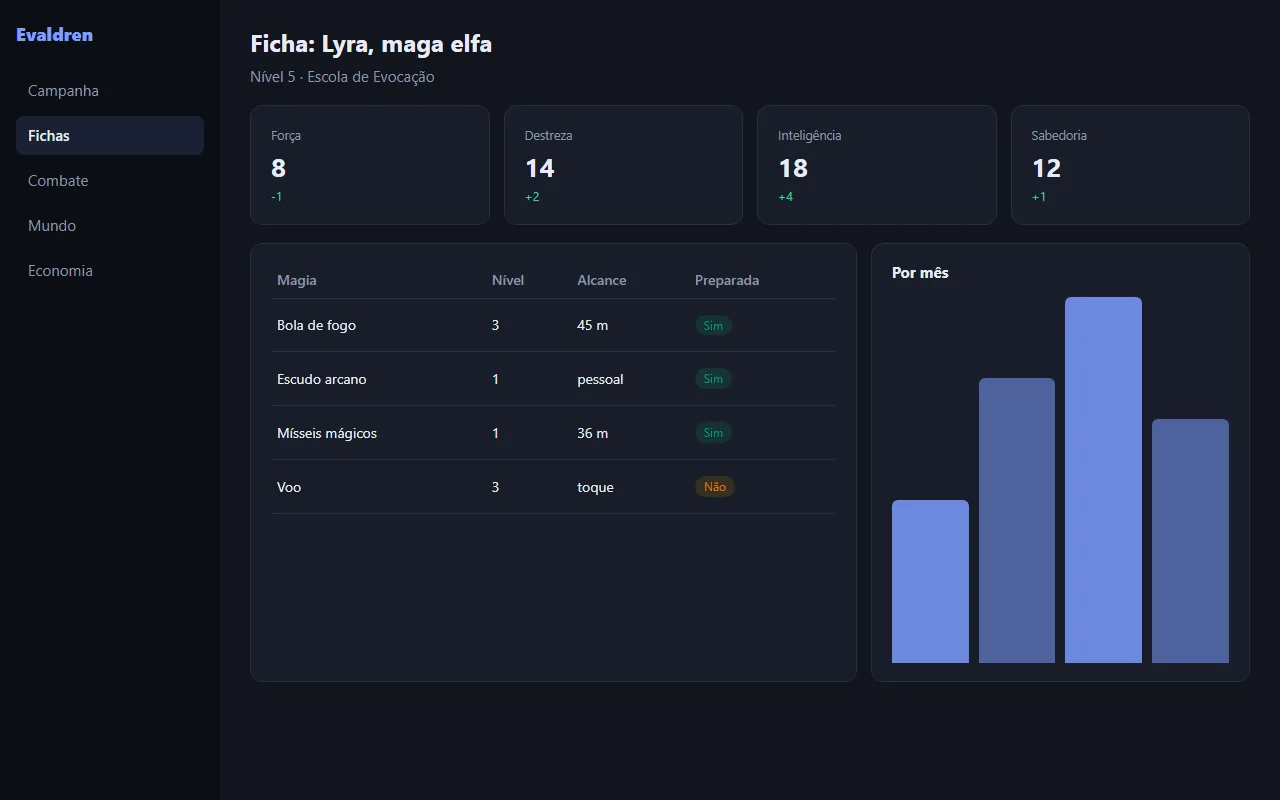 Evaldren
Campanha
Fichas
Combate
Mundo
Economia
Ficha: Lyra, maga elfa
Nível 5 · Escola de Evocação
Força
8
-1
Destreza
14
+2
Inteligência
18
+4
Sabedoria
12
+1
Magia Nível Alcance Preparada
Bola de fogo 3 45 m Sim
Escudo arcano 1 pessoal Sim
Mísseis mágicos 1 36 m Sim
Voo 3 toque Não
Por mês